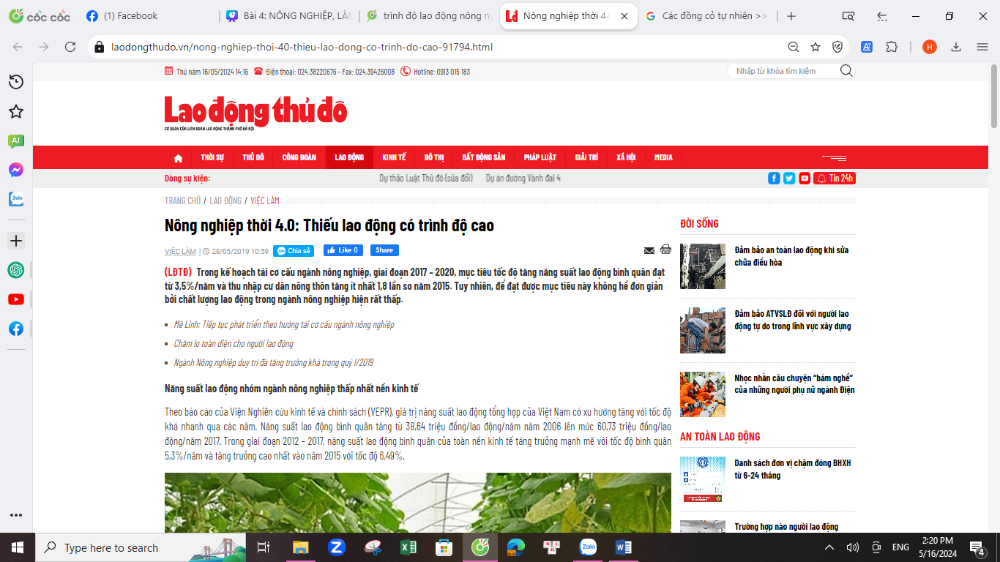 cốc cốc
(1) Facebook
Bài 4: NÔNG NGHIỆP, LÂM
trình độ lao động nông n
Nông nghiệp thời 4.0
Các đồng cỏ tự nhiên >>
laodongthudo.vn/nong-nghiep-thoi-40-thieu-lao-dong-co-trinh-do-cao-91794.html
H
Thứ năm 16/05/2024 14:16
Điện thoại: 024.38220676 - Fax: 024.39426008
Hotline: 0913 015 183
Nhập từ khóa tìm kiếm
Lao động thủ đô
CƠ QUAN CỦA LIÊN ĐOÀN LAO ĐỘNG THÀNH PHỐ HÀ NỘI
AI
THỜI SỰ
THỦ ĐÔ
CÔNG ĐOÀN
LAO ĐỘNG
KINH TẾ
ĐÔ THỊ
BẤT ĐỘNG SẢN
PHÁP LUẬT
GIẢI TRÍ
XÃ HỘI
MEDIA
Dòng sự kiện:
Dự thảo Luật Thủ đô (sửa đổi)
Dự án đường Vành đai 4
Tin 24h
Zalo
TRANG CHỦ / LAO ĐỘNG / VIỆC LÀM
Nông nghiệp thời 4.0: Thiếu lao động có trình độ cao
VIỆC LÀM | 28/05/2019 10:59
Chia sẻ
Like 0
Share
(LĐTĐ) Trong kế hoạch tái cơ cấu ngành nông nghiệp, giai đoạn 2017 – 2020, mục tiêu tốc độ tăng năng suất lao động bình quân đạt
từ 3,5%/năm và thu nhập cư dân nông thôn tăng ít nhất 1,8 lần so năm 2015. Tuy nhiên, để đạt được mục tiêu này không hề đơn giản
bởi chất lượng lao động trong ngành nông nghiệp hiện rất thấp.
Mê Linh: Tiếp tục phát triển theo hướng tái cơ cấu ngành nông nghiệp
Chăm lo toàn diện cho người lao động
Ngành Nông nghiệp duy trì đà tăng trưởng khá trong quý I/2019
Năng suất lao động nhóm ngành nông nghiệp thấp nhất nền kinh tế
Theo báo cáo của Viện Nghiên cứu kinh tế và chính sách (VEPR), giá trị năng suất lao động tổng hợp của Việt Nam có xu hướng tăng với tốc độ
khá nhanh qua các năm. Năng suất lao động bình quân tăng từ 38,64 triệu đồng/lao động/năm năm 2006 lên mức 60,73 triệu đồng/lao
động/năm 2017. Trong giai đoạn 2012 – 2017, năng suất lao động bình quân của toàn nền kinh tế tăng trưởng mạnh mẽ với tốc độ bình quân
5,3%/năm và tăng trưởng cao nhất vào năm 2015 với tốc độ 6,49%.
ĐỜI SỐNG
Đảm bảo an toàn lao động khi sửa
chữa điều hòa
Đảm bảo ATVSLĐ đối với người lao
động tự do trong lĩnh vực xây dựng
Nhọc nhằn câu chuyện “bám nghề”
của những người phụ nữ ngành Điện
AN TOÀN LAO ĐỘNG
Danh sách đơn vị chậm đóng BHXH
từ 6-24 tháng
Trường hợp nào người lao động
Type here to search
Zalo
ENG
2:20 PM
5/16/2024
4